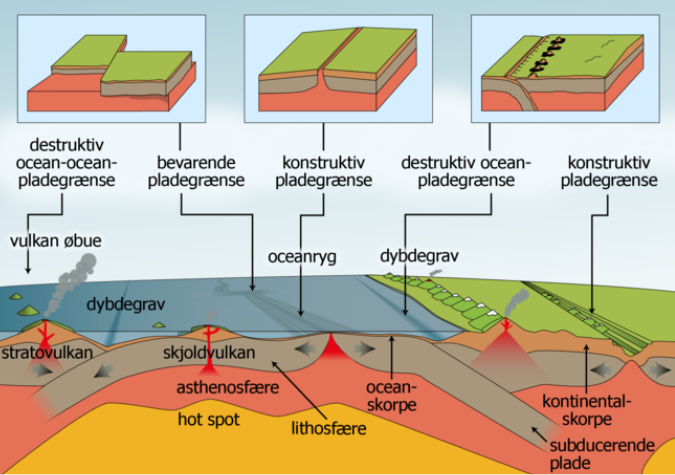 destruktiv
ocean-ocean-
pladegrænse
bevarende
pladegrænse
konstruktiv
pladegrænse
destruktiv ocean-
pladegrænse
konstruktiv
pladegrænse
vulkan øbue
oceanryg
dybdegrav
dybdegrav
stratovulkan
skjoldvulkan
asthenosfære
hot spot
lithosfære
ocean-
skorpe
kontinental-
skorpe
subducerende
plade